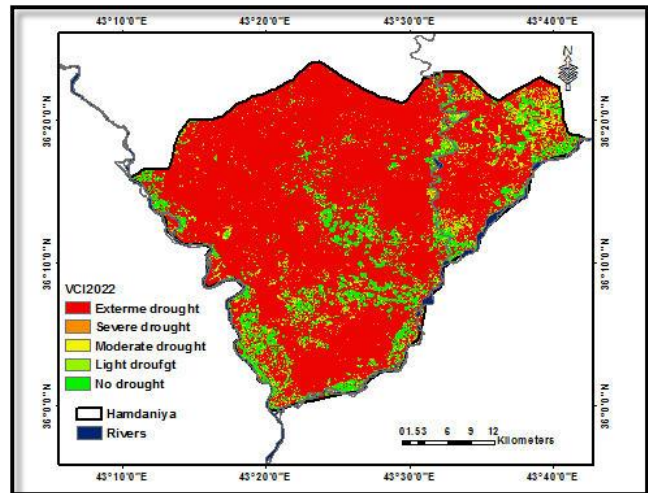 43°10'0"E 43°20'0"E 43°30'0"E 43°40'0"E
N
36°20'0"N 36°20'0"N
36°10'0"N 36°10'0"N
VCI2022
Exterme drought
Severe drought
Moderate drought
Light droufgt
No drought
Hamdaniya
Rivers
36°0'0"N 36°0'0"N
01.53 6 9 12
Kilometers
43°10'0"E 43°20'0"E 43°30'0"E 43°40'0"E